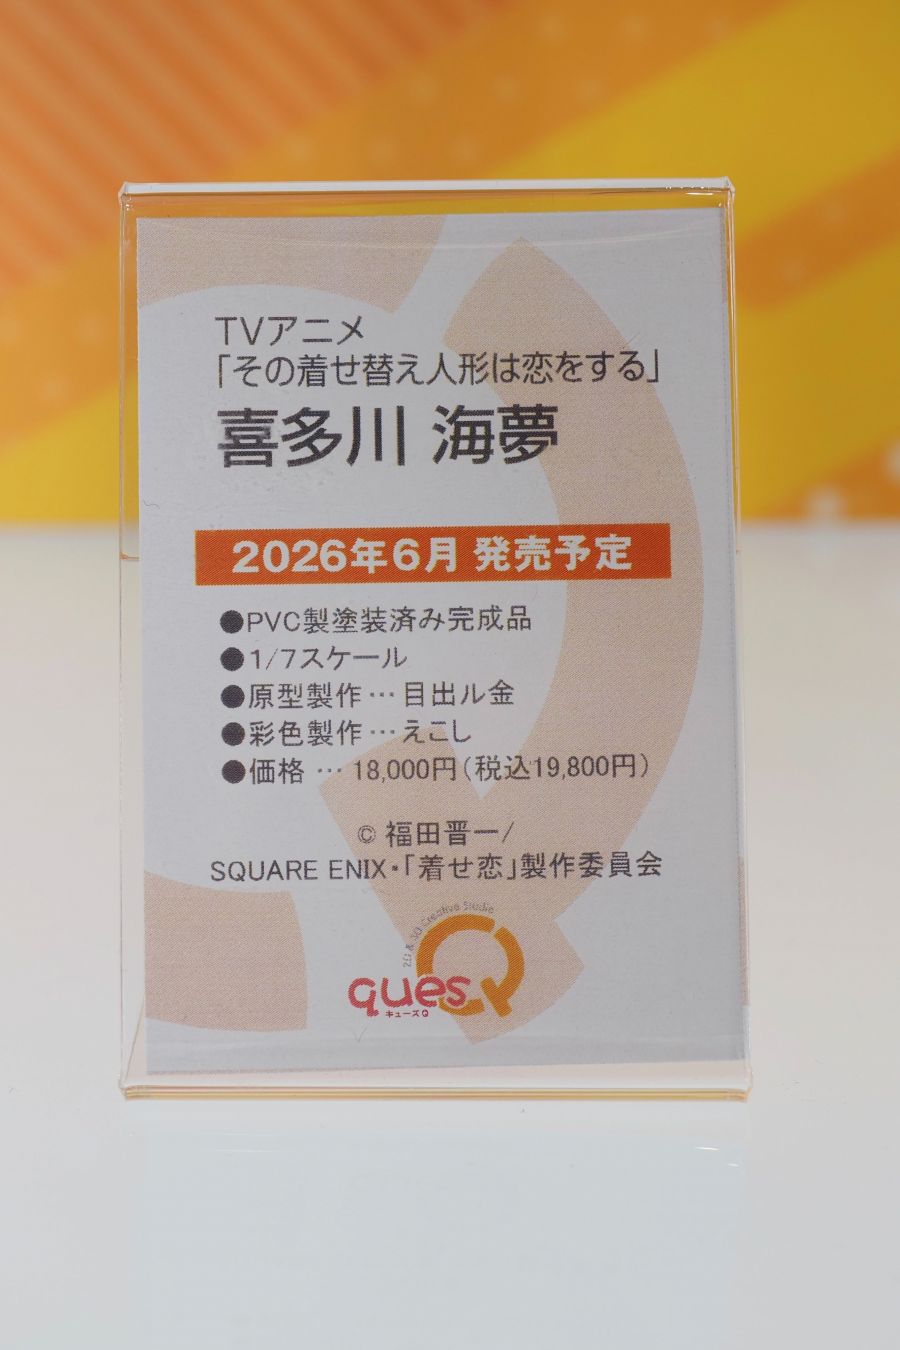 TVアニメ
「その着せ替え人形は恋をする」
喜多川 海夢
2026年6月 発売予定
●PVC製塗装済み完成品
●1/7スケール
●原型製作…目出ル金
●彩色製作…えこし
●価格…18,000円（税込19,800円）
© 福田晋一/
SQUARE ENIX・「着せ恋」製作委員会
2D & 3D Creative Studio
quesQ
キューズQ